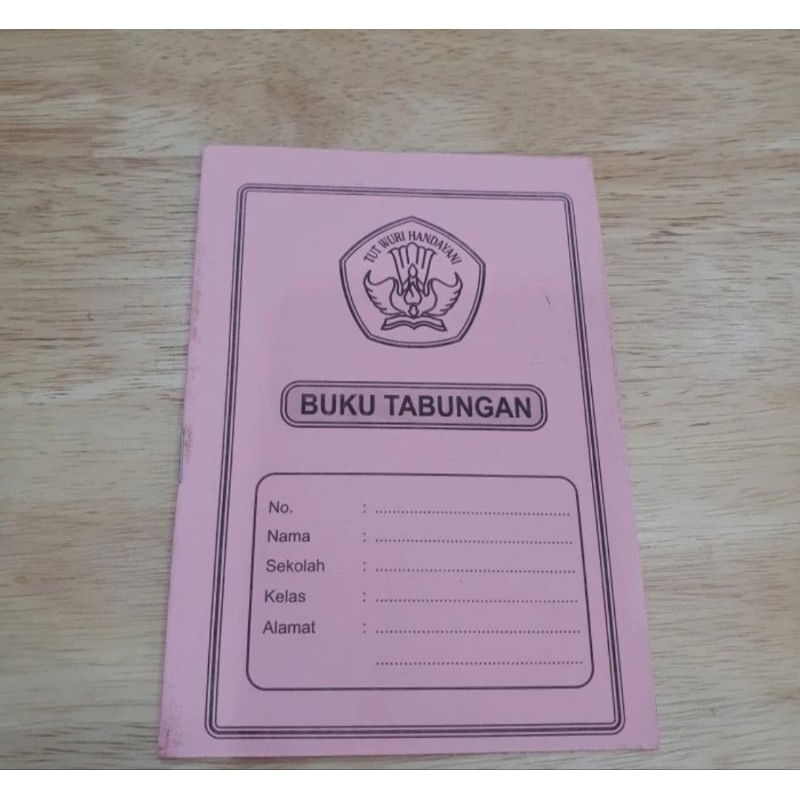 TUT WURI HANDAYANI
BUKU TABUNGAN
No. : ........................................
Nama : ........................................
Sekolah : ........................................
Kelas : ........................................
Alamat : ........................................
........................................